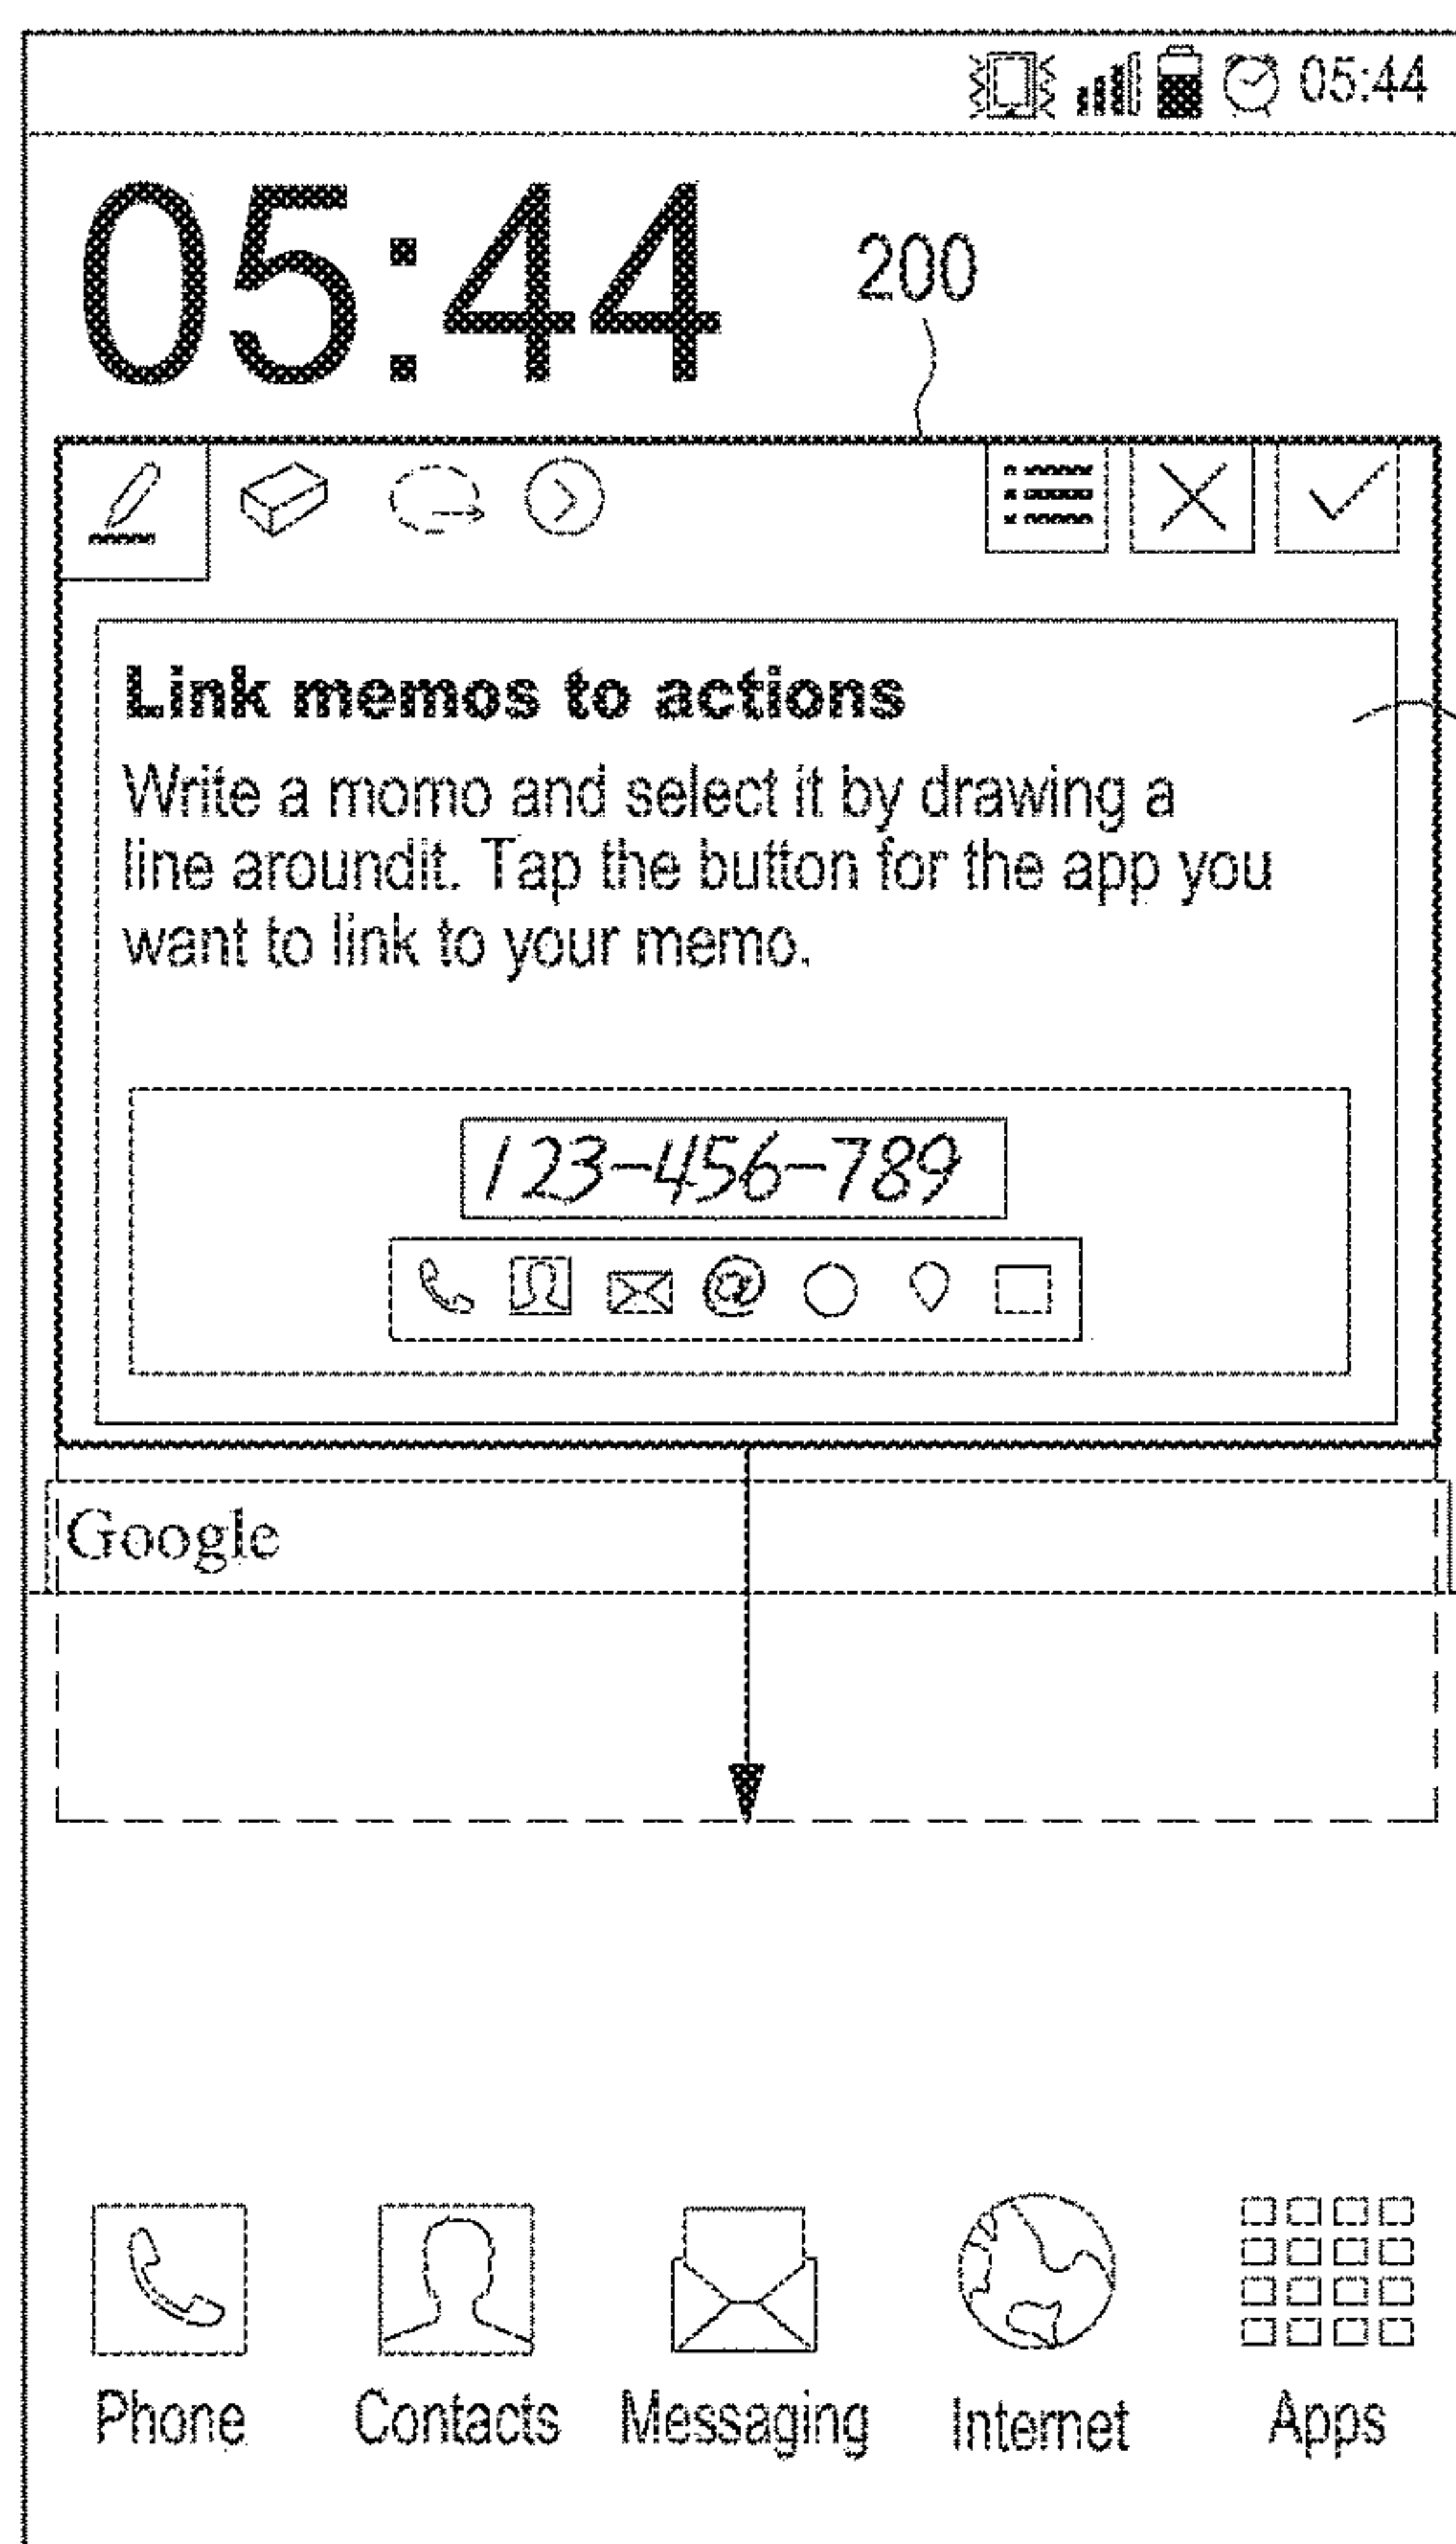 05:44
05:44
200
Link memos to actions
Write a momo and select it by drawing a
line aroundit. Tap the button for the app you
want to link to your memo.
123-456-789
@
Google
Phone Contacts Messaging Internet Apps